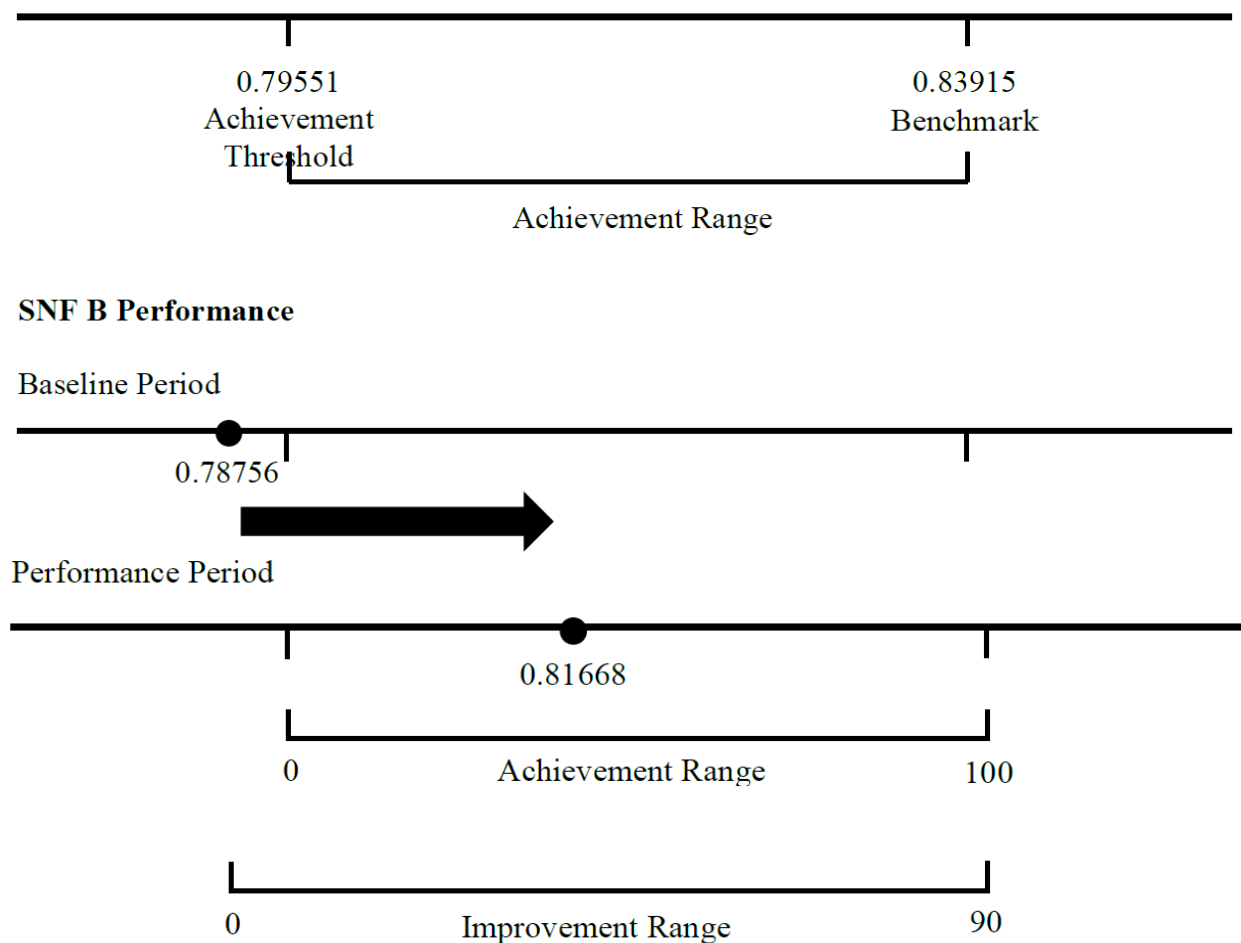 0.79551
Achievement
Threshold
0.83915
Benchmark
Achievement Range
SNF B Performance
Baseline Period
0.78756
Performance Period
0.81668
0
Achievement Range
100
0
Improvement Range
90